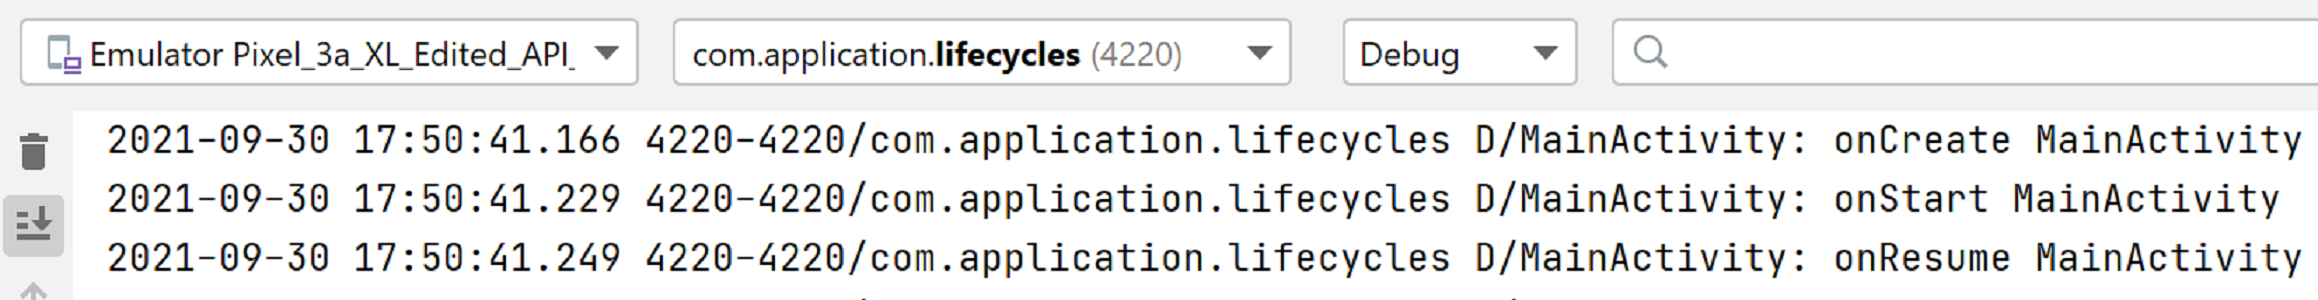 Emulator Pixel_3a_XL_Edited_API_ com.application.lifecycles (4220) Debug
2021-09-30 17:50:41.166 4220-4220/com.application.lifecycles D/MainActivity: onCreate MainActivity
2021-09-30 17:50:41.229 4220-4220/com.application.lifecycles D/MainActivity: onStart MainActivity
2021-09-30 17:50:41.249 4220-4220/com.application.lifecycles D/MainActivity: onResume MainActivity